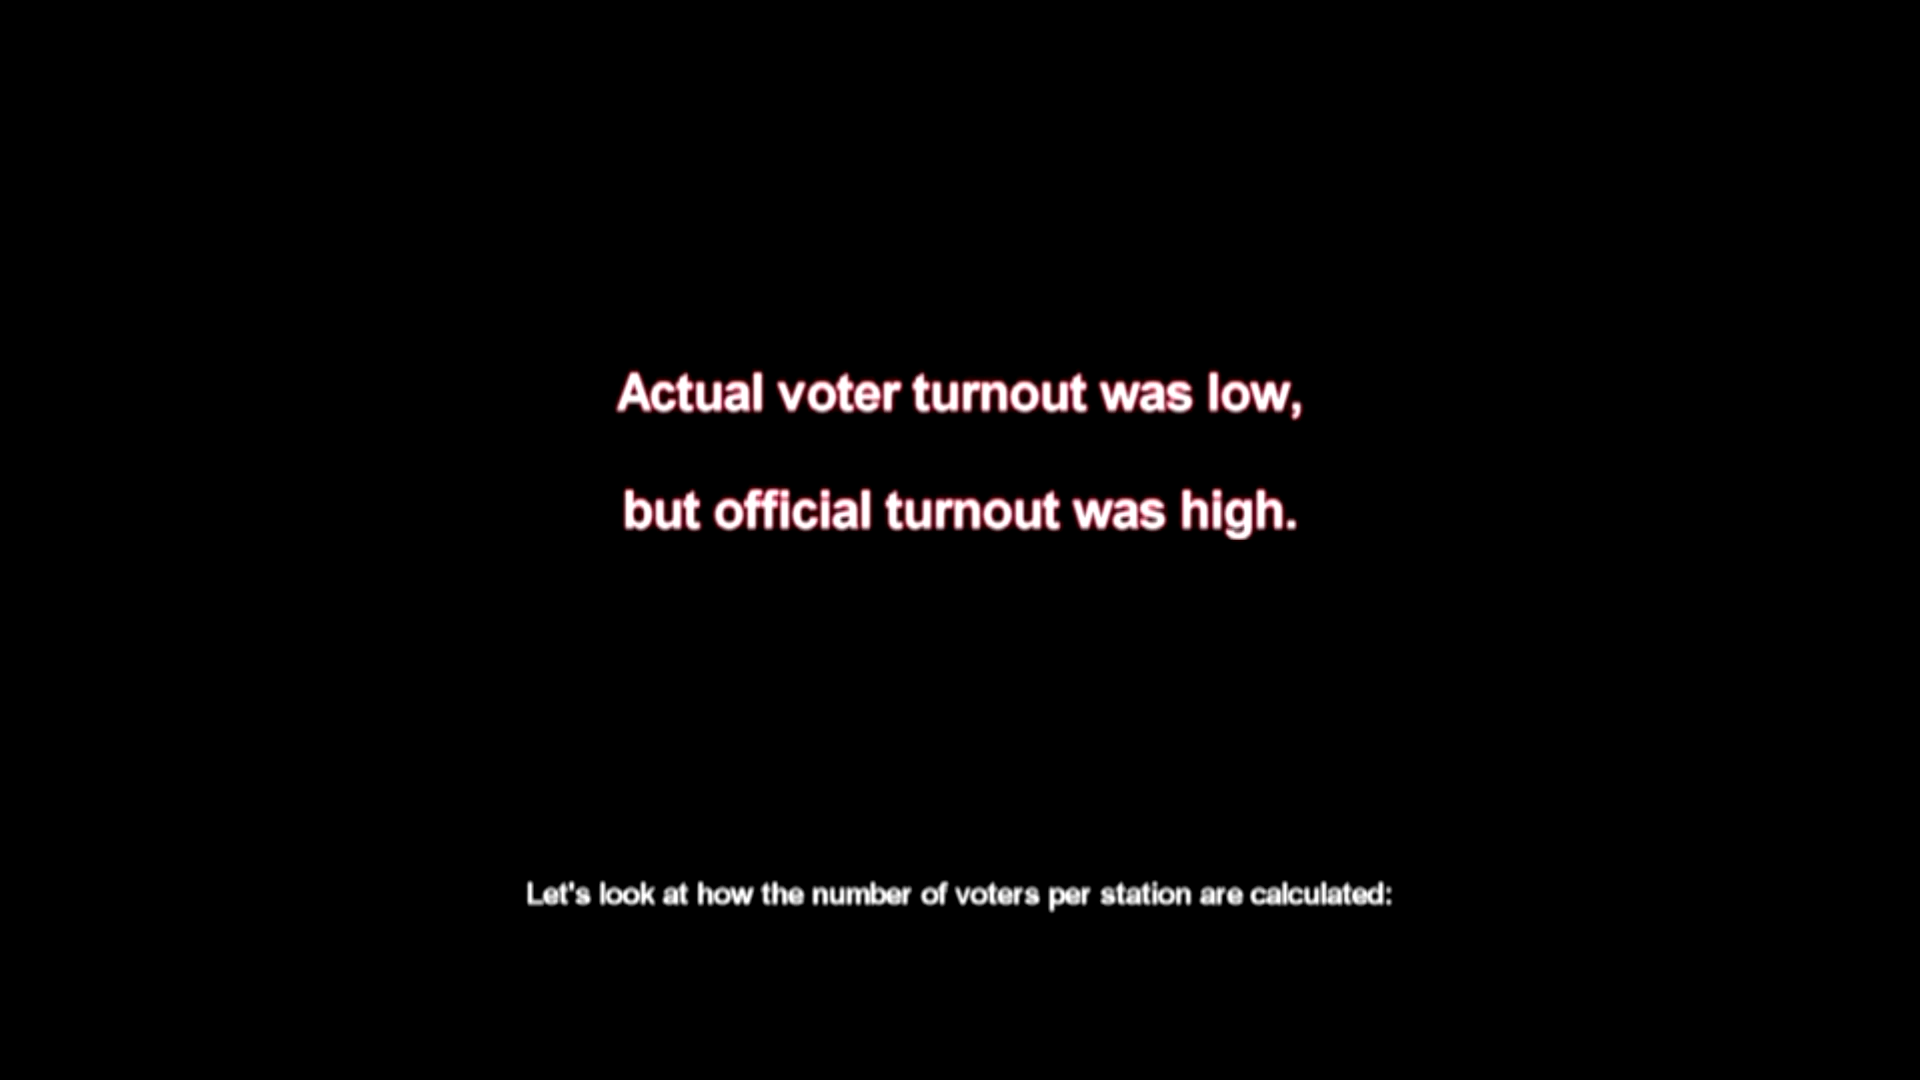 Actual voter turnout was low,
but official turnout was high.
Let's look at how the number of voters per station are calculated: